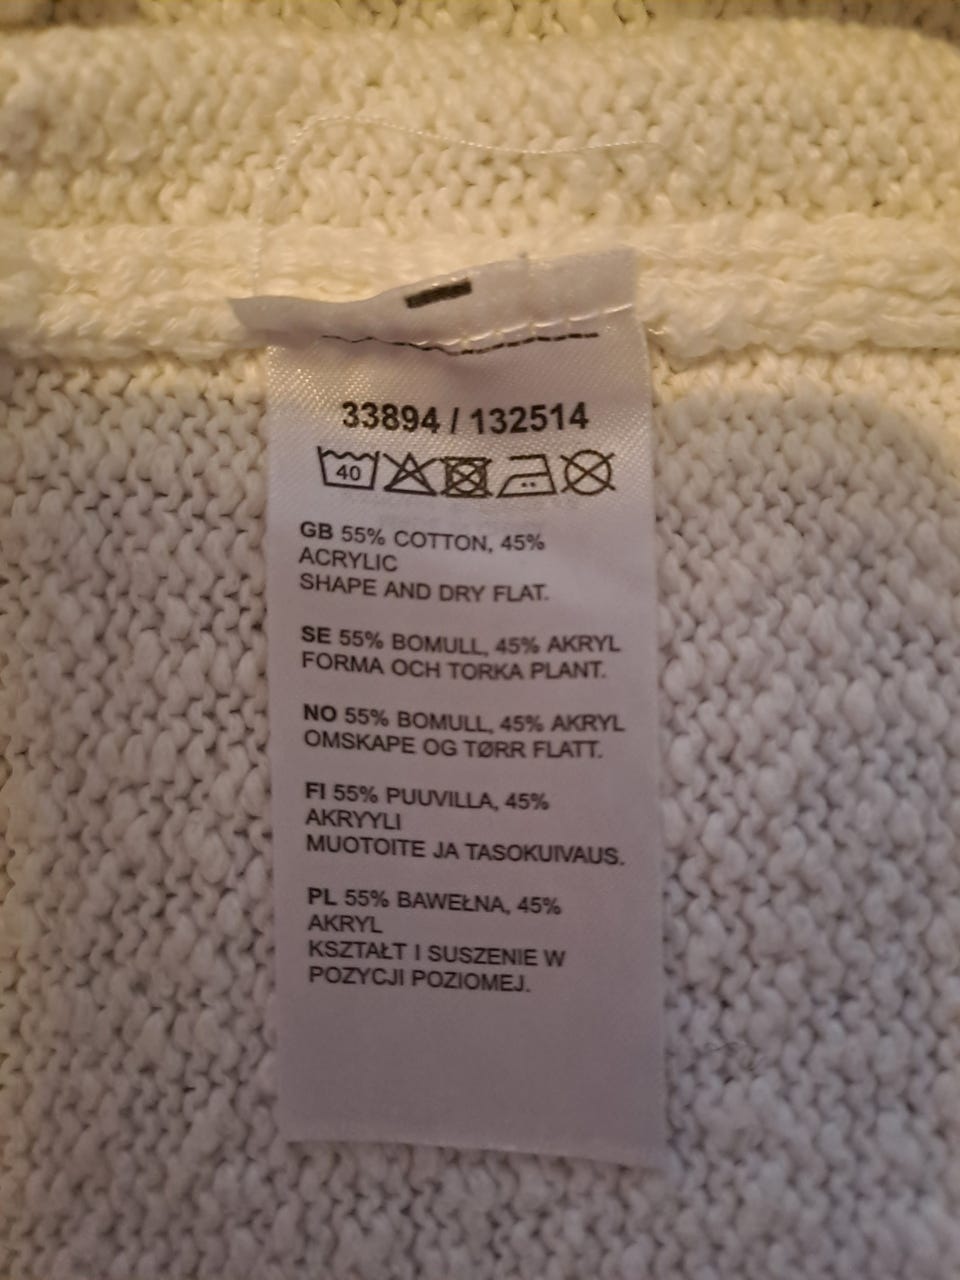 33894 / 132514
40
GB 55% COTTON, 45%
ACRYLIC
SHAPE AND DRY FLAT.
SE 55% BOMULL, 45% AKRYL
FORMA OCH TORKA PLANT.
NO 55% BOMULL, 45% AKRYL
OMSKAPE OG TØRR FLATT.
FI 55% PUUVILLA, 45%
AKRYYLI
MUOTOITE JA TASOKUIVAUS.
PL 55% BAWEŁNA, 45%
AKRYL
KSZTAŁT I SUSZENIE W
POZYCJI POZIOMEJ.